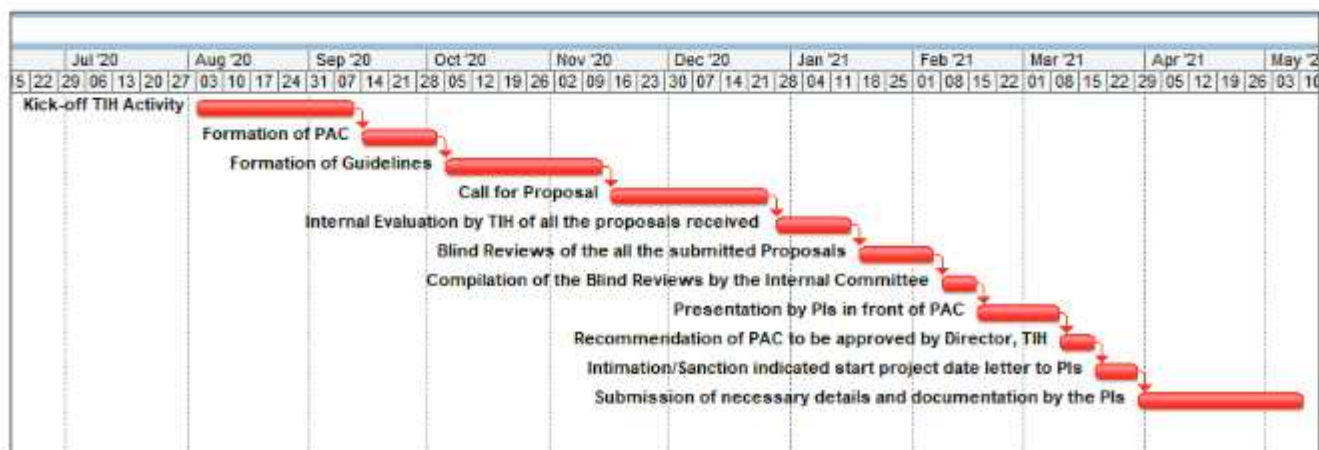 Jul '20 Aug '20 Sep '20 Oct '20 Nov '20 Dec '20 Jan '21 Feb '21 Mar '21 Apr '21 May '2
15 22 29 06 13 20 27 03 10 17 24 31 07 14 21 28 05 12 19 26 02 09 16 23 30 07 14 21 28 04 11 18 25 01 08 15 22 01 08 15 22 29 05 12 19 26 03 10
Kick-off TIH Activity
Formation of PAC
Formation of Guidelines
Call for Proposal
Internal Evaluation by TIH of all the proposals received
Blind Reviews of the all the submitted Proposals
Compilation of the Blind Reviews by the Internal Committee
Presentation by PIs in front of PAC
Recommendation of PAC to be approved by Director, TIH
Intimation/Sanction indicated start project date letter to PIs
Submission of necessary details and documentation by the PIs